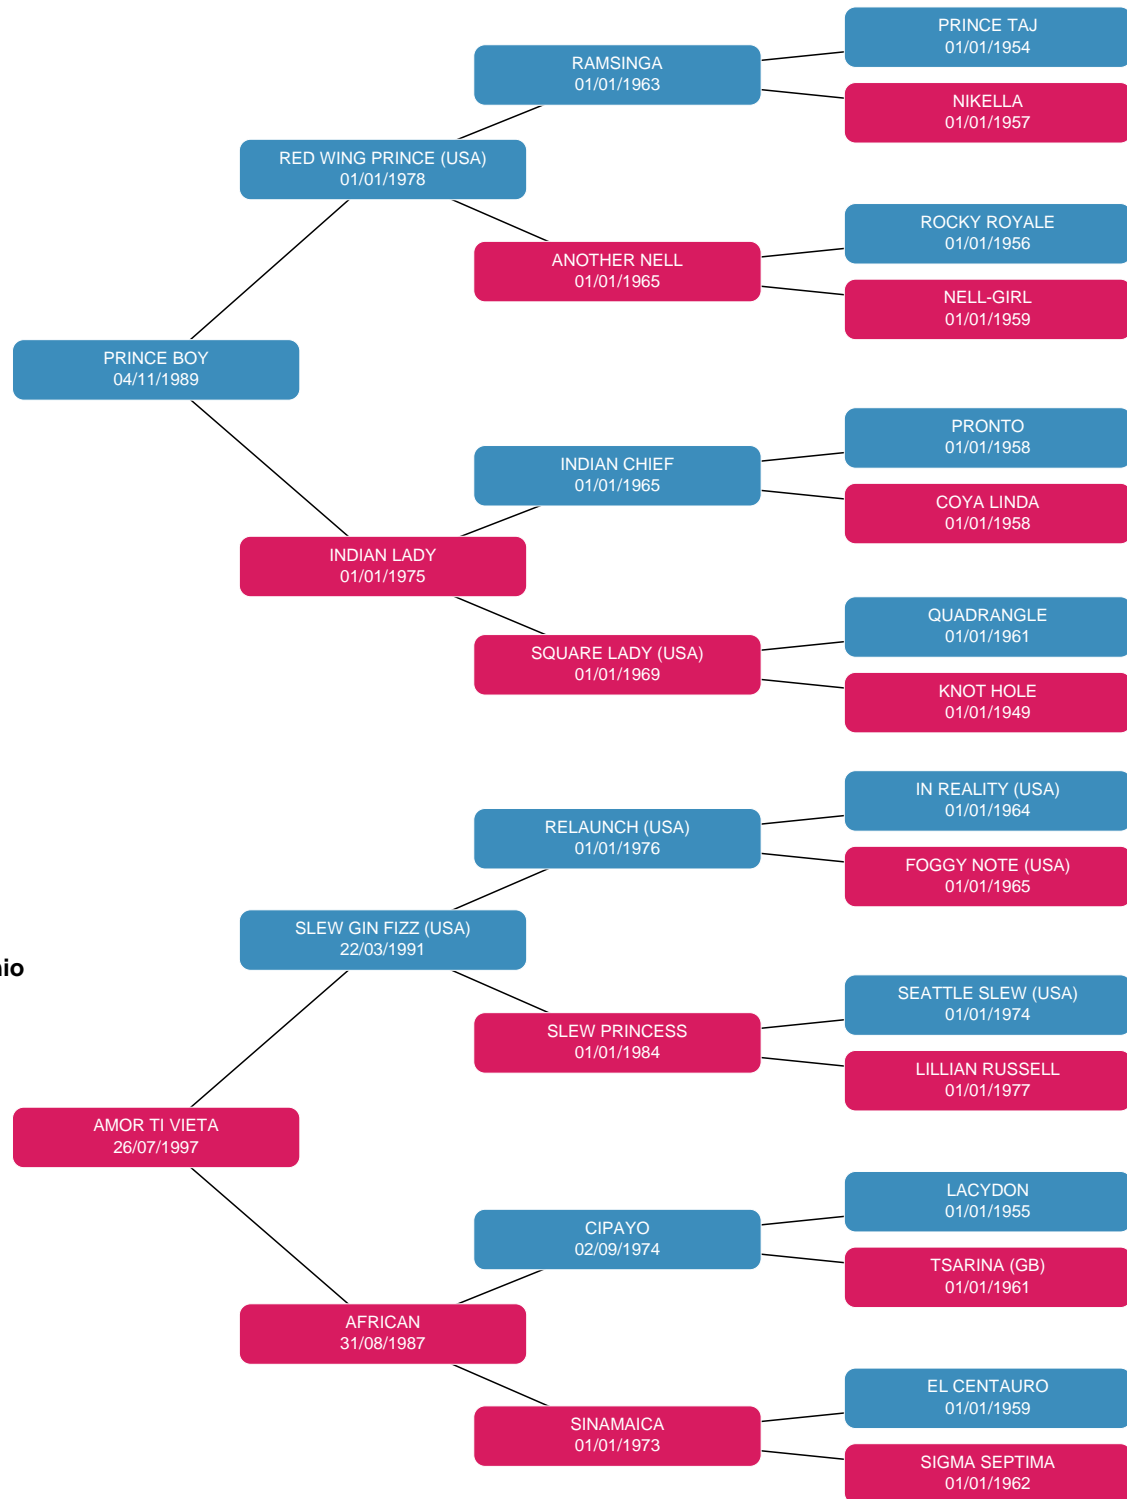 PRINCE TAJ
01/01/1954
RAMSINGA
01/01/1963
NIKELLA
01/01/1957
RED WING PRINCE (USA)
01/01/1978
ROCKY ROYALE
01/01/1956
ANOTHER NELL
01/01/1965
NELL-GIRL
01/01/1959
PRINCE BOY
04/11/1989
PRONTO
01/01/1958
INDIAN CHIEF
01/01/1965
COYA LINDA
01/01/1958
INDIAN LADY
01/01/1975
QUADRANGLE
01/01/1961
SQUARE LADY (USA)
01/01/1969
KNOT HOLE
01/01/1949
IN REALITY (USA)
01/01/1964
RELAUNCH (USA)
01/01/1976
FOGGY NOTE (USA)
01/01/1965
SLEW GIN FIZZ (USA)
22/03/1991
SEATTLE SLEW (USA)
01/01/1974
SLEW PRINCESS
01/01/1984
LILLIAN RUSSELL
01/01/1977
AMOR TI VIETA
26/07/1997
LACYDON
01/01/1955
CIPAYO
02/09/1974
TSARINA (GB)
01/01/1961
AFRICAN
31/08/1987
EL CENTAURO
01/01/1959
SINAMAICA
01/01/1973
SIGMA SEPTIMA
01/01/1962